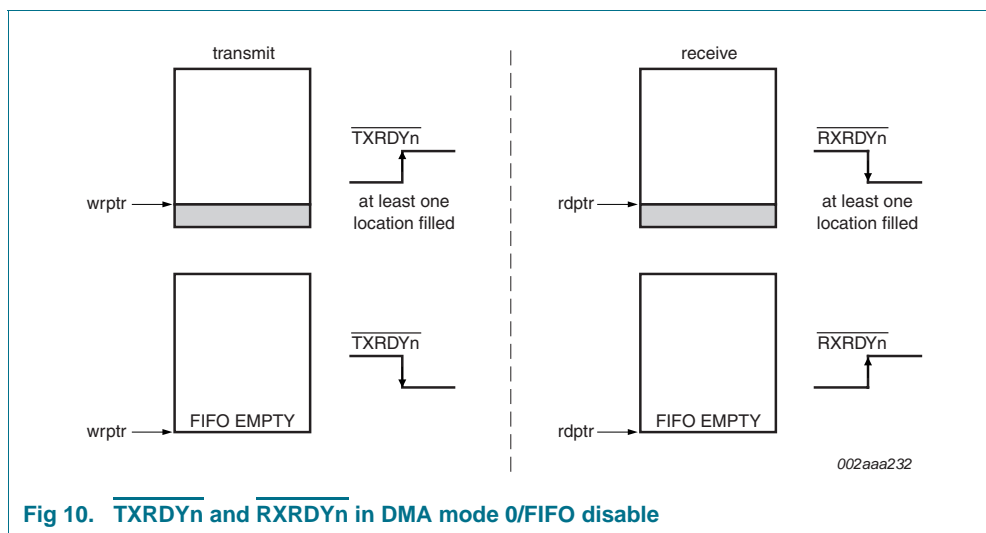 transmit
TXRDYn
wrptr
at least one
location filled
TXRDYn
wrptr
FIFO EMPTY
receive
RXRDYn
rdptr
at least one
location filled
RXRDYn
rdptr
FIFO EMPTY
002aaa232
Fig 10. TXRDYn and RXRDYn in DMA mode 0/FIFO disable